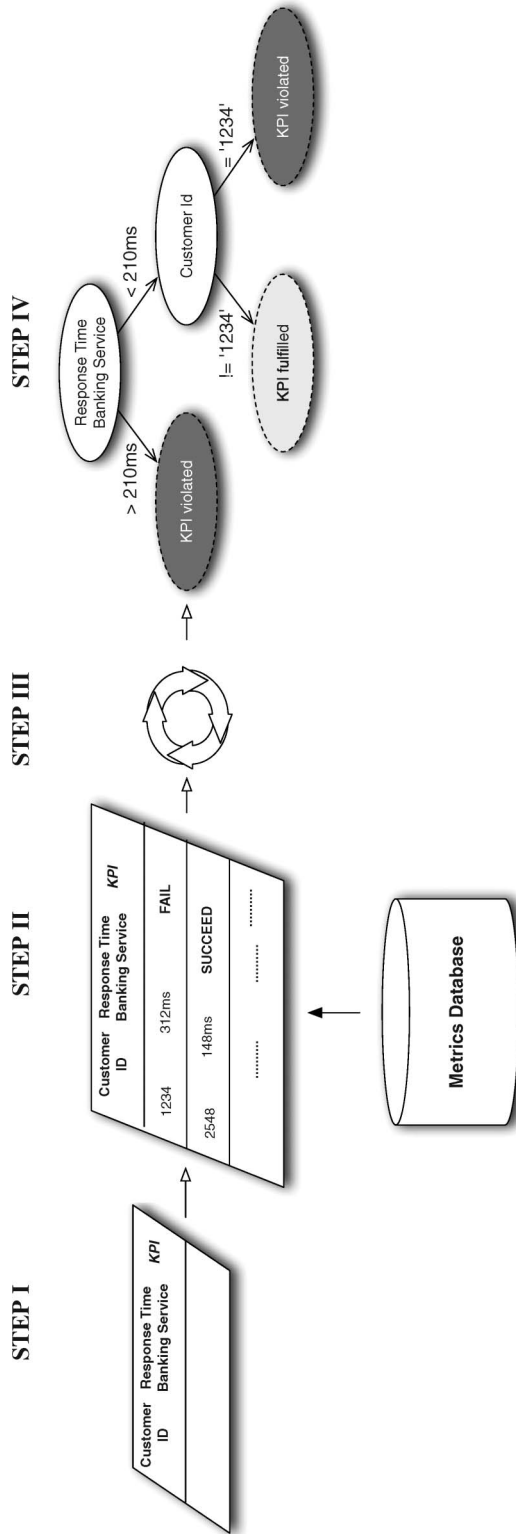 STEP I
Customer Response Time KPI
ID Banking Service
STEP II
Customer Response Time KPI
ID Banking Service
1234 312ms FAIL
2548 148ms SUCCEED
............ ............ ............
Metrics Database
STEP III
STEP IV
Response Time
Banking Service
> 210ms
< 210ms
KPI violated
Customer Id
!= '1234'
= '1234'
KPI fulfilled
KPI violated